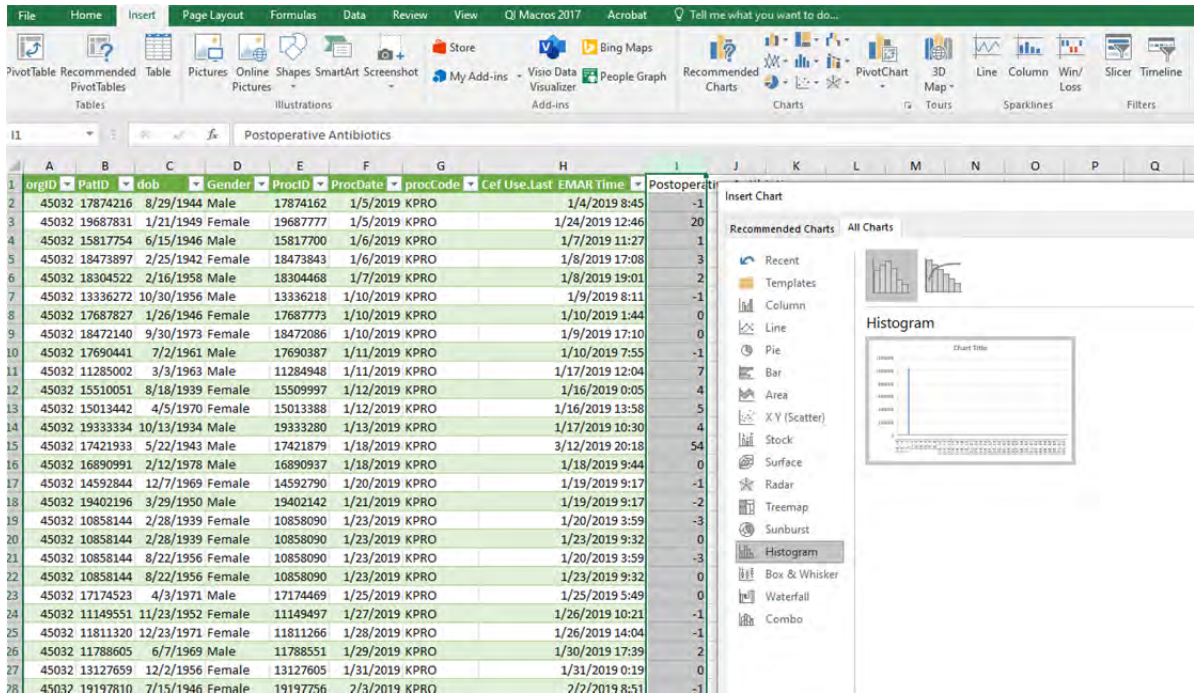 File Home Insert Page Layout Formulas Data Review View QI Macros 2017 Acrobat Tell me what you want to do...
PivotTable Recommended PivotTables Table Pictures Online Pictures Shapes SmartArt Screenshot Store My Add-ins Visio Data Visualizer Bing Maps People Graph Recommended Charts PivotChart 3D Map Line Column Win/Loss Slicer Timeline
Tables Illustrations Add-ins Charts Tours Sparklines Filters
I1 fx Postoperative Antibiotics
A B C D E F G H I J K L M N O P Q
1 orgID PatID dob Gender ProcID ProcDate procCode Cef Use.Last EMAR Time Postoperative
2 45032 17874216 8/29/1944 Male 17874162 1/5/2019 KPRO 1/4/2019 8:45 -1
3 45032 19687831 1/21/1949 Female 19687777 1/5/2019 KPRO 1/24/2019 12:46 20
4 45032 15817754 6/15/1946 Male 15817700 1/6/2019 KPRO 1/7/2019 11:27 1
5 45032 18473897 2/25/1942 Female 18473843 1/6/2019 KPRO 1/8/2019 17:08 3
6 45032 18304522 2/16/1958 Male 18304468 1/7/2019 KPRO 1/8/2019 19:01 2
7 45032 13336272 10/30/1956 Male 13336218 1/10/2019 KPRO 1/9/2019 8:11 -1
8 45032 17687827 1/26/1946 Female 17687773 1/10/2019 KPRO 1/10/2019 1:44 0
9 45032 18472140 9/30/1973 Female 18472086 1/10/2019 KPRO 1/9/2019 17:10 0
10 45032 17690441 7/2/1961 Male 17690387 1/11/2019 KPRO 1/10/2019 7:55 -1
11 45032 11285002 3/3/1963 Male 11284948 1/11/2019 KPRO 1/17/2019 12:04 7
12 45032 15510051 8/18/1939 Female 15509997 1/12/2019 KPRO 1/16/2019 0:05 4
13 45032 15013442 4/5/1970 Female 15013388 1/12/2019 KPRO 1/16/2019 13:58 5
14 45032 19333334 10/13/1934 Male 19333280 1/13/2019 KPRO 1/17/2019 10:30 4
15 45032 17421933 5/22/1943 Male 17421879 1/18/2019 KPRO 3/12/2019 20:18 54
16 45032 16890991 2/12/1978 Male 16890937 1/18/2019 KPRO 1/18/2019 9:44 0
17 45032 14592844 12/7/1969 Female 14592790 1/20/2019 KPRO 1/19/2019 9:17 -1
18 45032 19402196 3/29/1950 Male 19402142 1/21/2019 KPRO 1/19/2019 9:17 -2
19 45032 10858144 2/28/1939 Female 10858090 1/23/2019 KPRO 1/20/2019 3:59 -3
20 45032 10858144 2/28/1939 Female 10858090 1/23/2019 KPRO 1/23/2019 9:32 0
21 45032 10858144 8/22/1956 Female 10858090 1/23/2019 KPRO 1/20/2019 3:59 -3
22 45032 10858144 8/22/1956 Female 10858090 1/23/2019 KPRO 1/23/2019 9:32 0
23 45032 17174523 4/3/1971 Male 17174469 1/25/2019 KPRO 1/25/2019 5:49 0
24 45032 11149551 11/23/1952 Female 11149497 1/27/2019 KPRO 1/26/2019 10:21 -1
25 45032 11811320 12/23/1971 Female 11811266 1/28/2019 KPRO 1/26/2019 14:04 -1
26 45032 11788605 6/7/1969 Male 11788551 1/29/2019 KPRO 1/30/2019 17:39 2
27 45032 13127659 12/2/1956 Female 13127605 1/31/2019 KPRO 1/31/2019 0:19 0
28 45032 19197810 7/15/1946 Female 19197756 2/3/2019 KPRO 2/2/2019 8:51 -1
Insert Chart
Recommended Charts All Charts
Recent
Templates
Column
Line
Pie
Bar
Area
X Y (Scatter)
Stock
Surface
Radar
Treemap
Sunburst
Histogram
Box & Whisker
Waterfall
Combo
Histogram
Chart Title